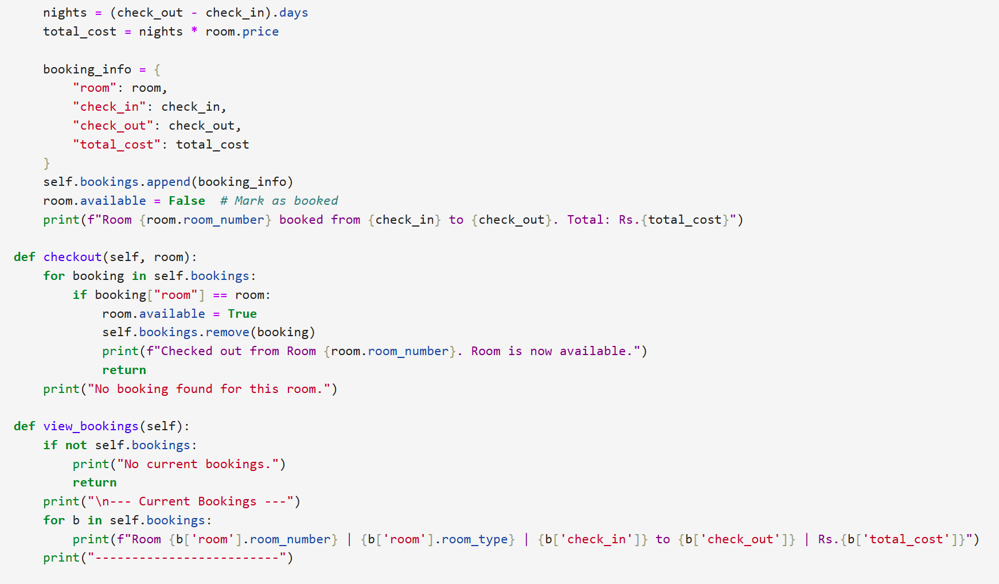 nights = (check_out - check_in).days
total_cost = nights * room.price
booking_info = {
"room": room,
"check_in": check_in,
"check_out": check_out,
"total_cost": total_cost
}
self.bookings.append(booking_info)
room.available = False  # Mark as booked
print(f"Room {room.room_number} booked from {check_in} to {check_out}. Total: Rs.{total_cost}")
def checkout(self, room):
for booking in self.bookings:
if booking["room"] == room:
room.available = True
self.bookings.remove(booking)
print(f"Checked out from Room {room.room_number}. Room is now available.")
return
print("No booking found for this room.")
def view_bookings(self):
if not self.bookings:
print("No current bookings.")
return
print("\n--- Current Bookings ---")
for b in self.bookings:
print(f"Room {b['room'].room_number} | {b['room'].room_type} | {b['check_in']} to {b['check_out']} | Rs.{b['total_cost']}")
print("-------------------------")